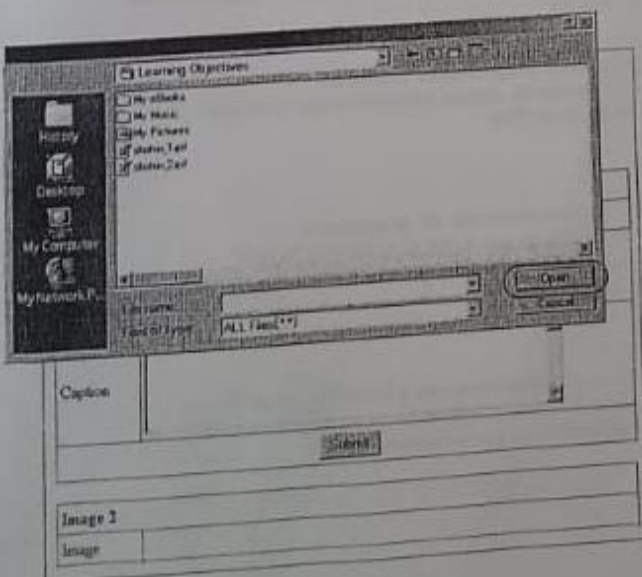 Learning Objectives
My eBooks
My Music
My Pictures
History
Desktop
My Computer
My Network P...
Open
Cancel
File name
Files of type
ALL Files(*.*)
Caption
Submit
Image 2
Image